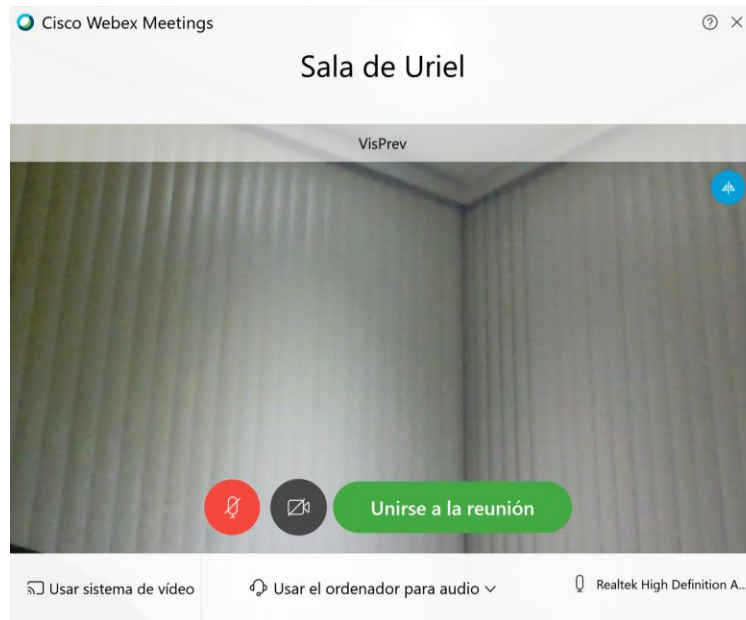 Cisco Webex Meetings
Sala de Uriel
VisPrev
Unirse a la reunión
Usar sistema de vídeo
Usar el ordenador para audio
Realtek High Definition A...